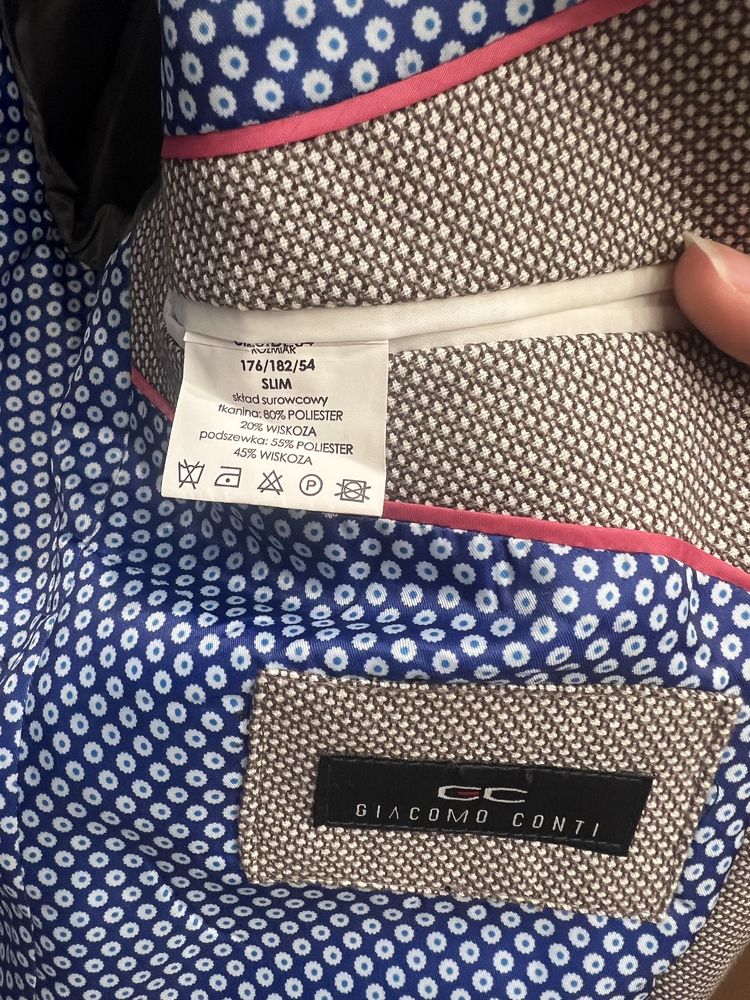 ROZMIAR
176/182/54
SLIM
skład surowcowy
tkanina: 80% POLIESTER
20% WISKOZA
podszewka: 55% POLIESTER
45% WISKOZA
P
GC
GIACOMO CONTI